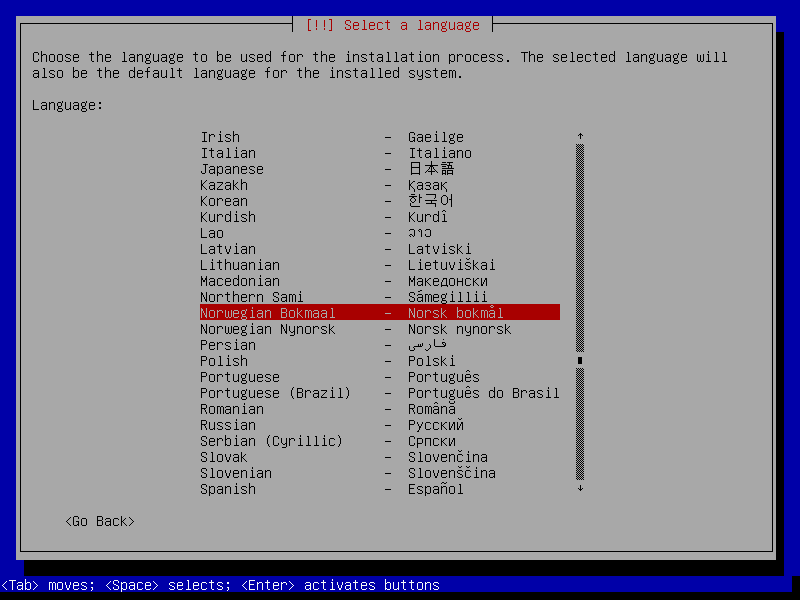 [!!] Select a language
Choose the language to be used for the installation process. The selected language will
also be the default language for the installed system.
Language:
Irish - Gaeilge
Italian - Italiano
Japanese - 日本語
Kazakh - Қазақ
Korean - 한국어
Kurdish - Kurdî
Lao - ລາວ
Latvian - Latviski
Lithuanian - Lietuviškai
Macedonian - Македонски
Northern Sami - Sámegillii
Norwegian Bokmaal - Norsk bokmål
Norwegian Nynorsk - Norsk nynorsk
Persian - فارسی
Polish - Polski
Portuguese - Português
Portuguese (Brazil) - Português do Brasil
Romanian - Română
Russian - Русский
Serbian (Cyrillic) - Српски
Slovak - Slovenčina
Slovenian - Slovenščina
Spanish - Español
<Go Back>
<Tab> moves; <Space> selects; <Enter> activates buttons